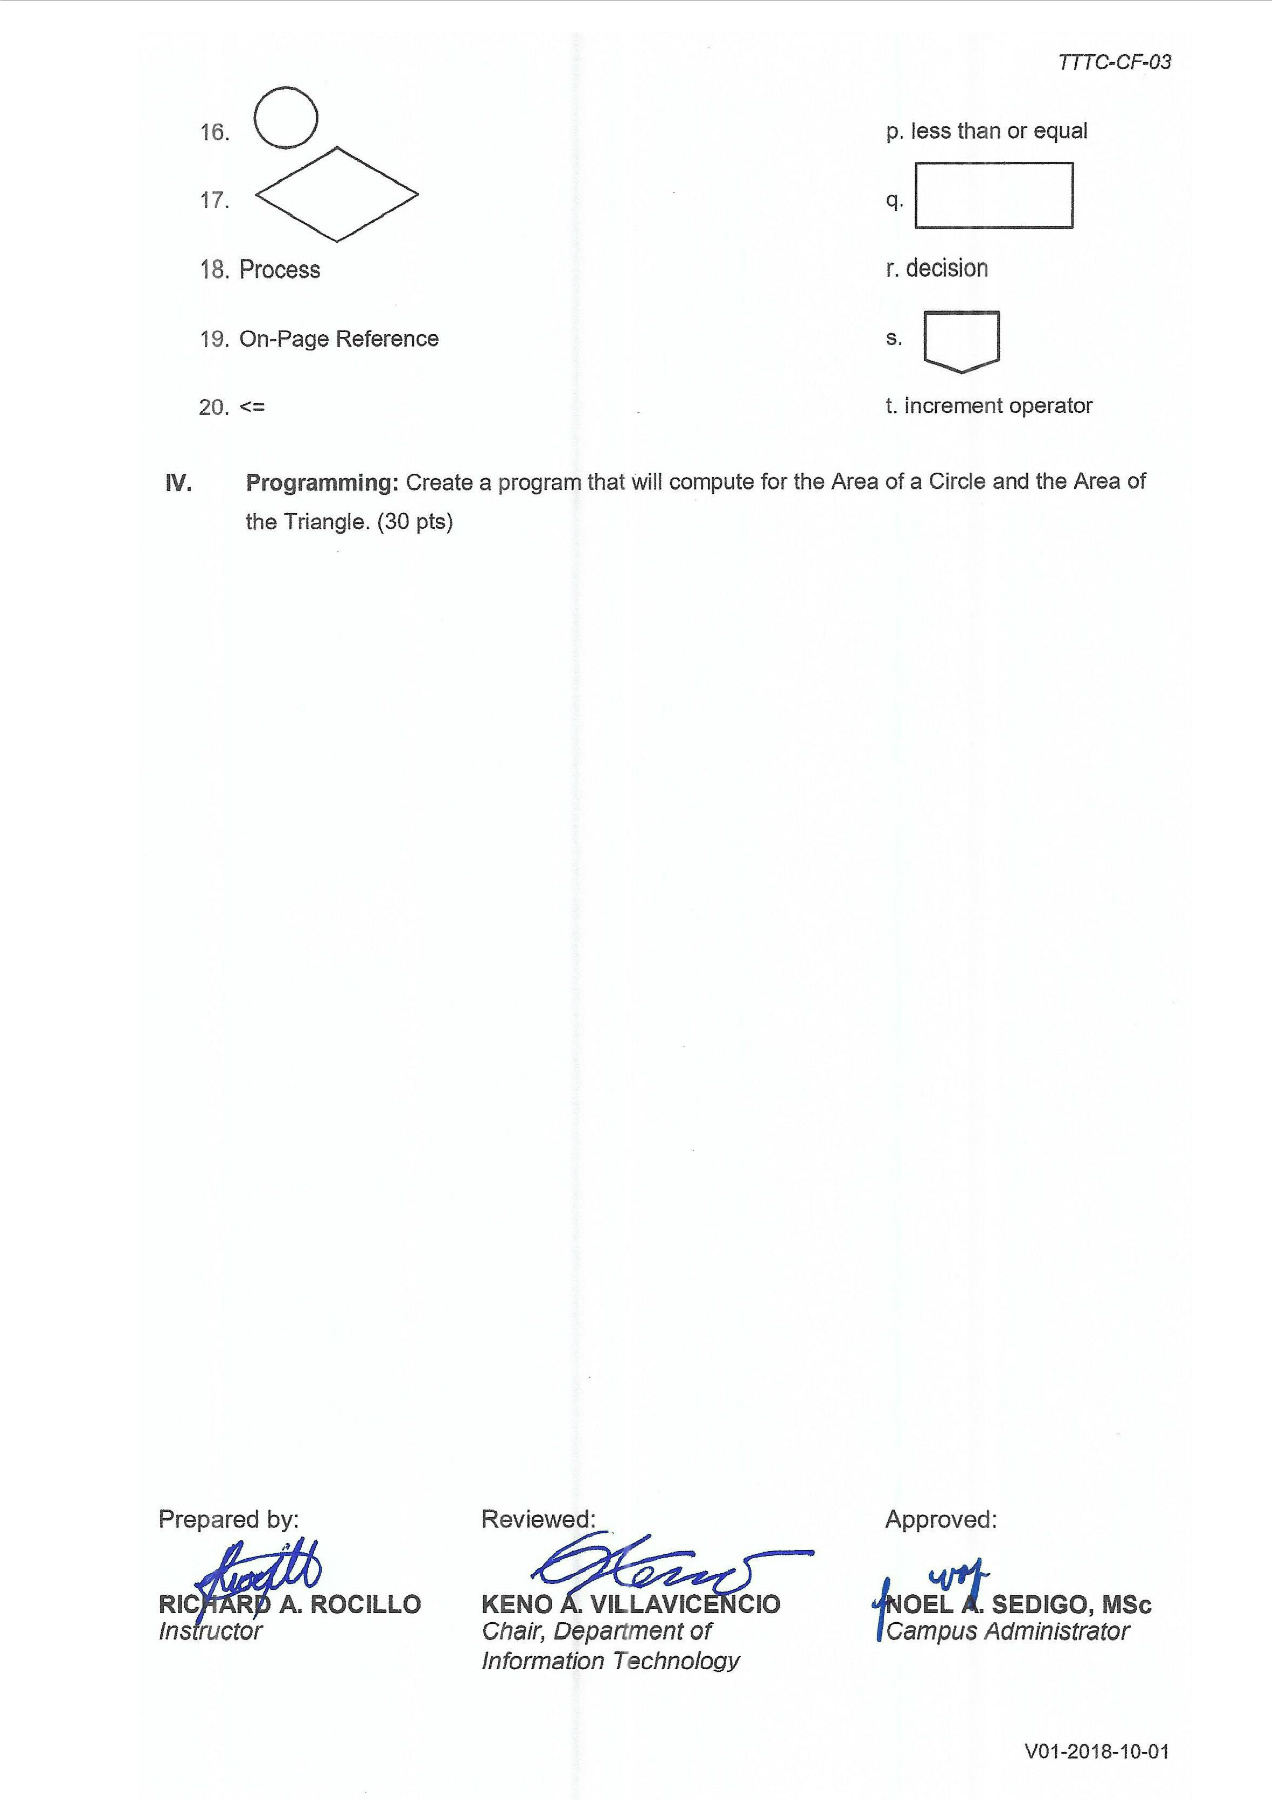 TTTC-CF-03
16.
p. less than or equal
17.
q.
18. Process
r. decision
19. On-Page Reference
s.
20. <=
t. increment operator
IV. Programming: Create a program that will compute for the Area of a Circle and the Area of
the Triangle. (30 pts)
Prepared by:
Reviewed:
Approved:
RICHARD A. ROCILLO
KENO A. VILLAVICENCIO
NOEL A. SEDIGO, MSc
Instructor
Chair, Department of
Campus Administrator
Information Technology
V01-2018-10-01